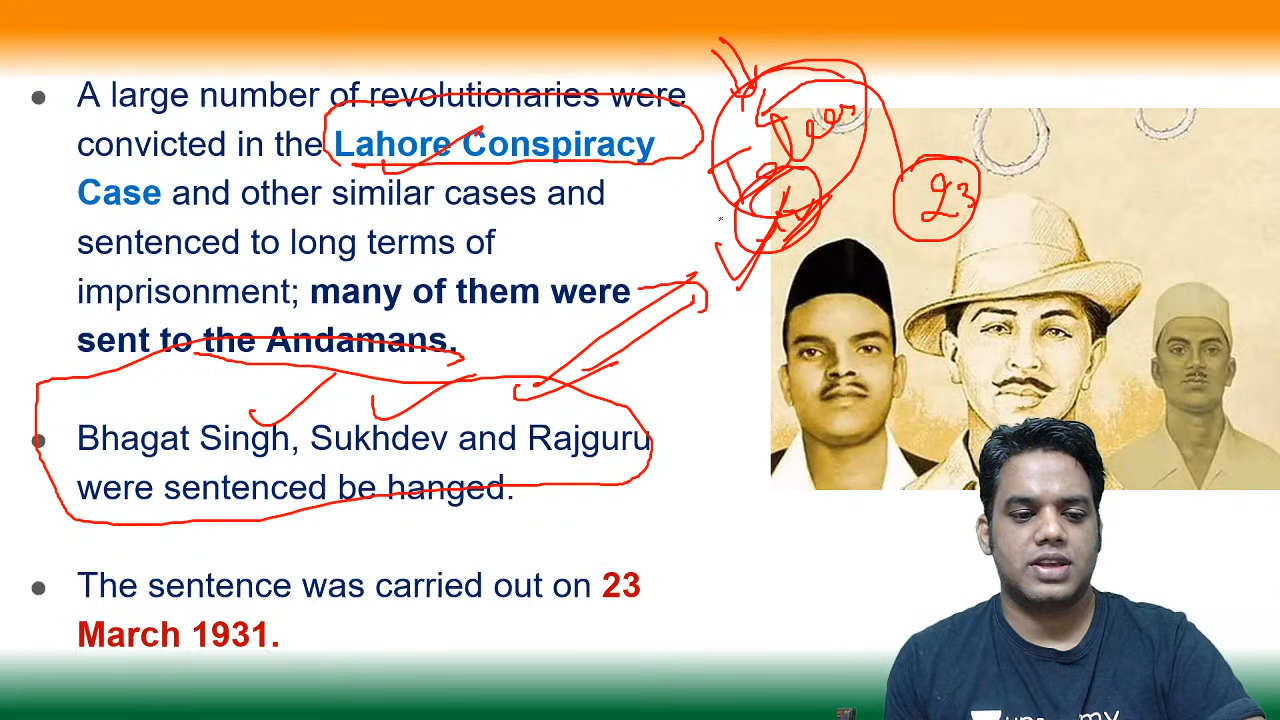 ● A large number of revolutionaries were
convicted in the Lahore Conspiracy
Case and other similar cases and
sentenced to long terms of
imprisonment; many of them were
sent to the Andamans.
● Bhagat Singh, Sukhdev and Rajguru
were sentenced be hanged.
● The sentence was carried out on 23
March 1931.
23